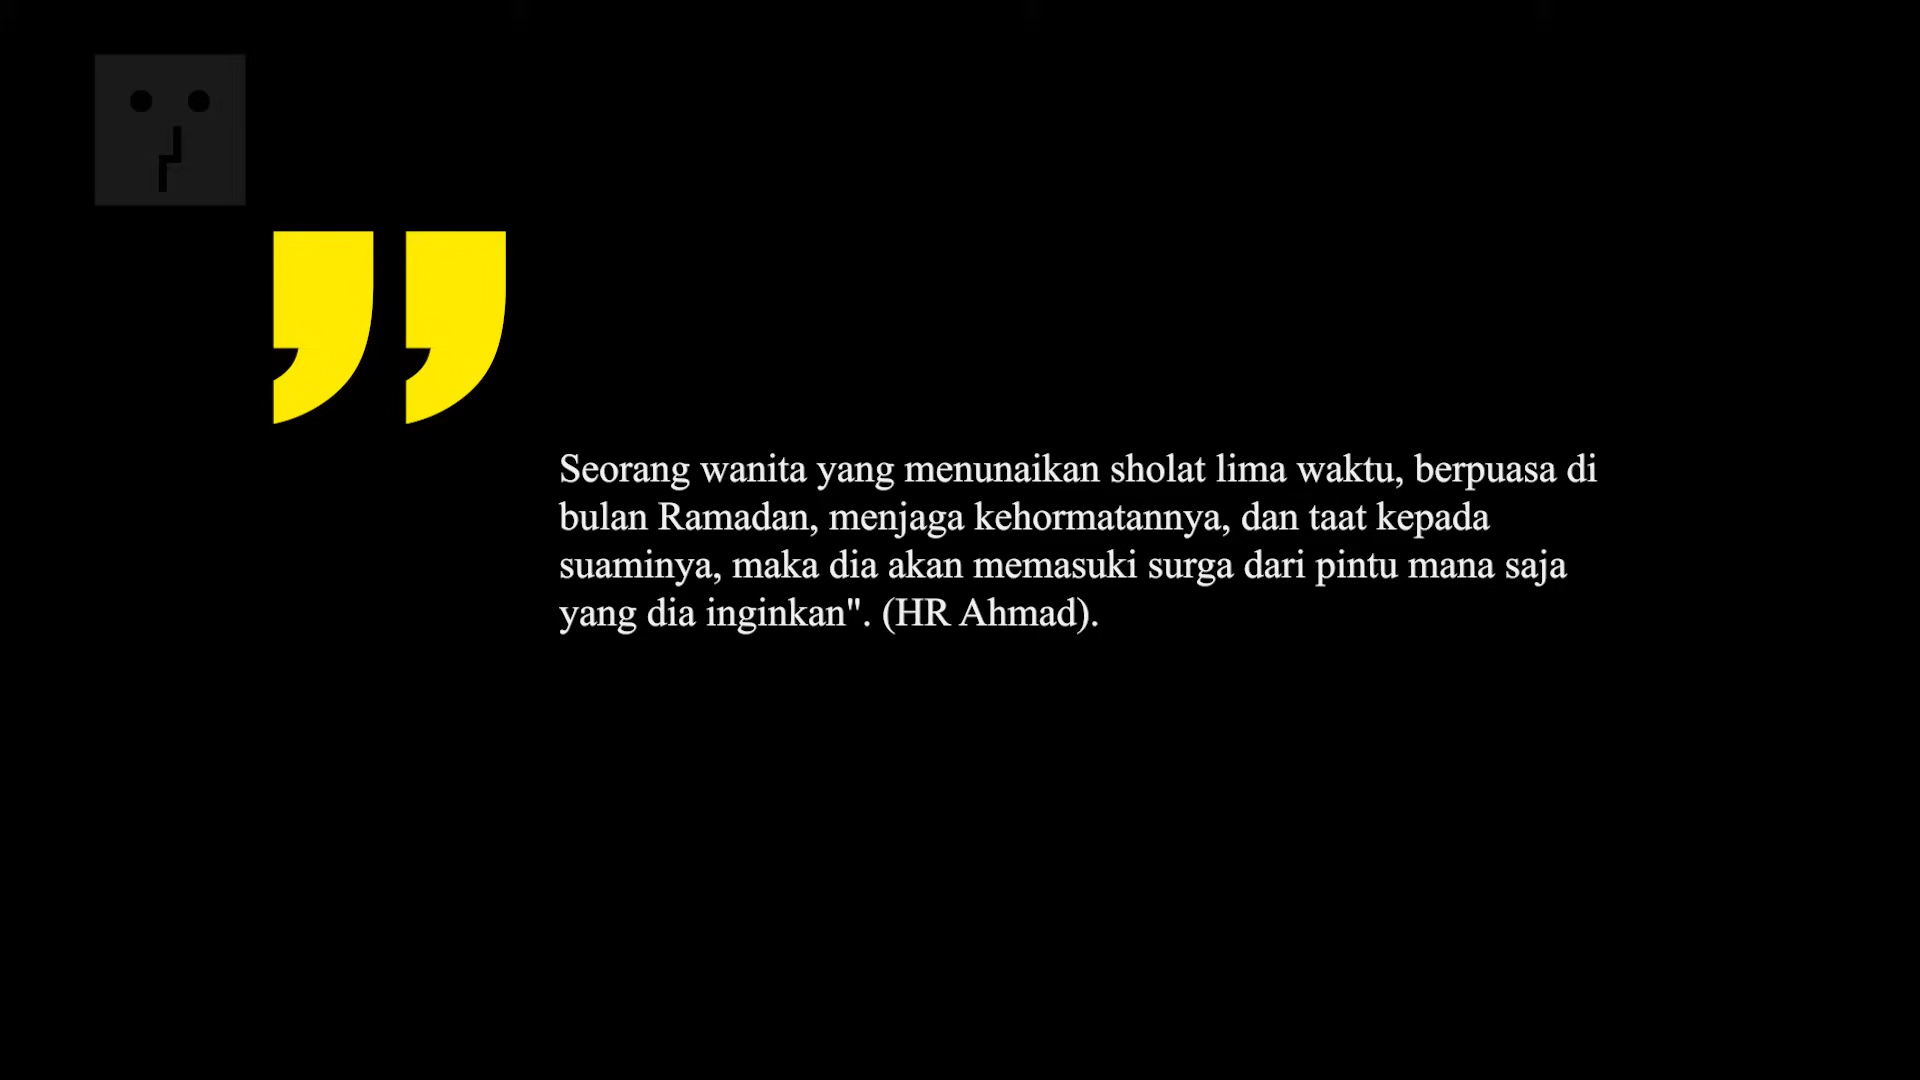 Seorang wanita yang menunaikan sholat lima waktu, berpuasa di
bulan Ramadan, menjaga kehormatannya, dan taat kepada
suaminya, maka dia akan memasuki surga dari pintu mana saja
yang dia inginkan". (HR Ahmad).